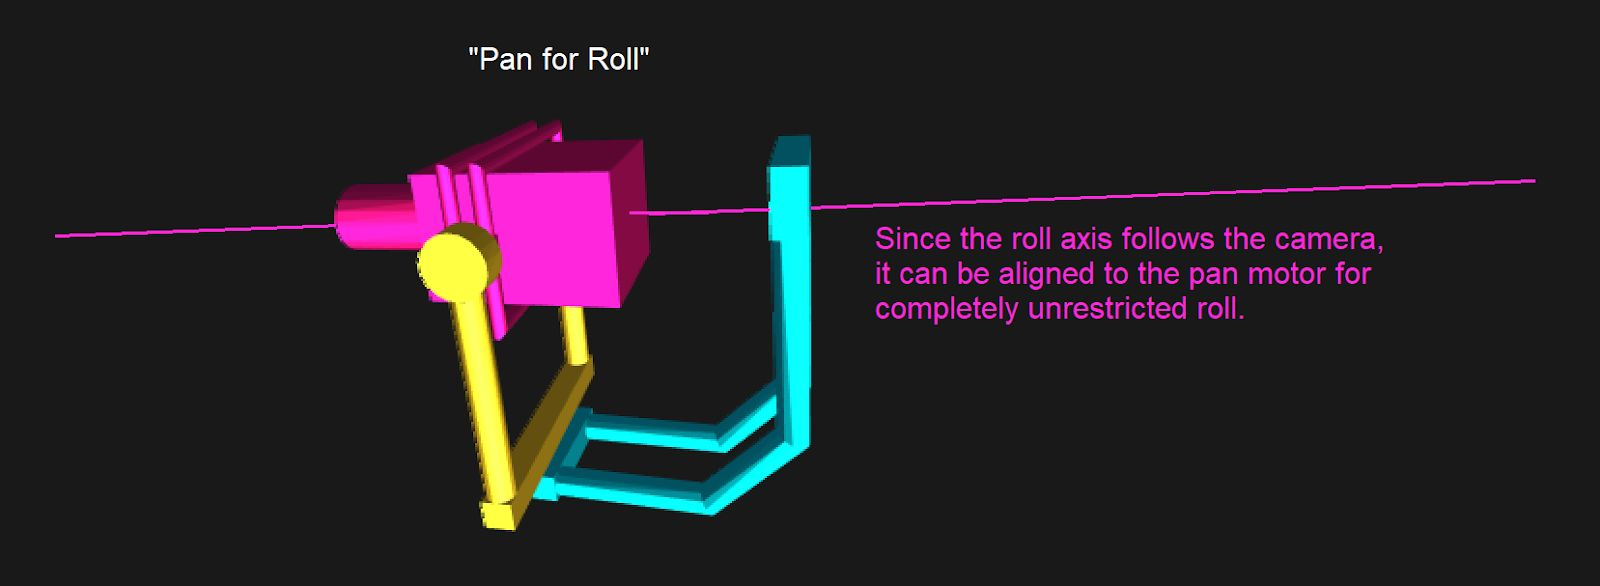 "Pan for Roll"
Since the roll axis follows the camera,
it can be aligned to the pan motor for
completely unrestricted roll.